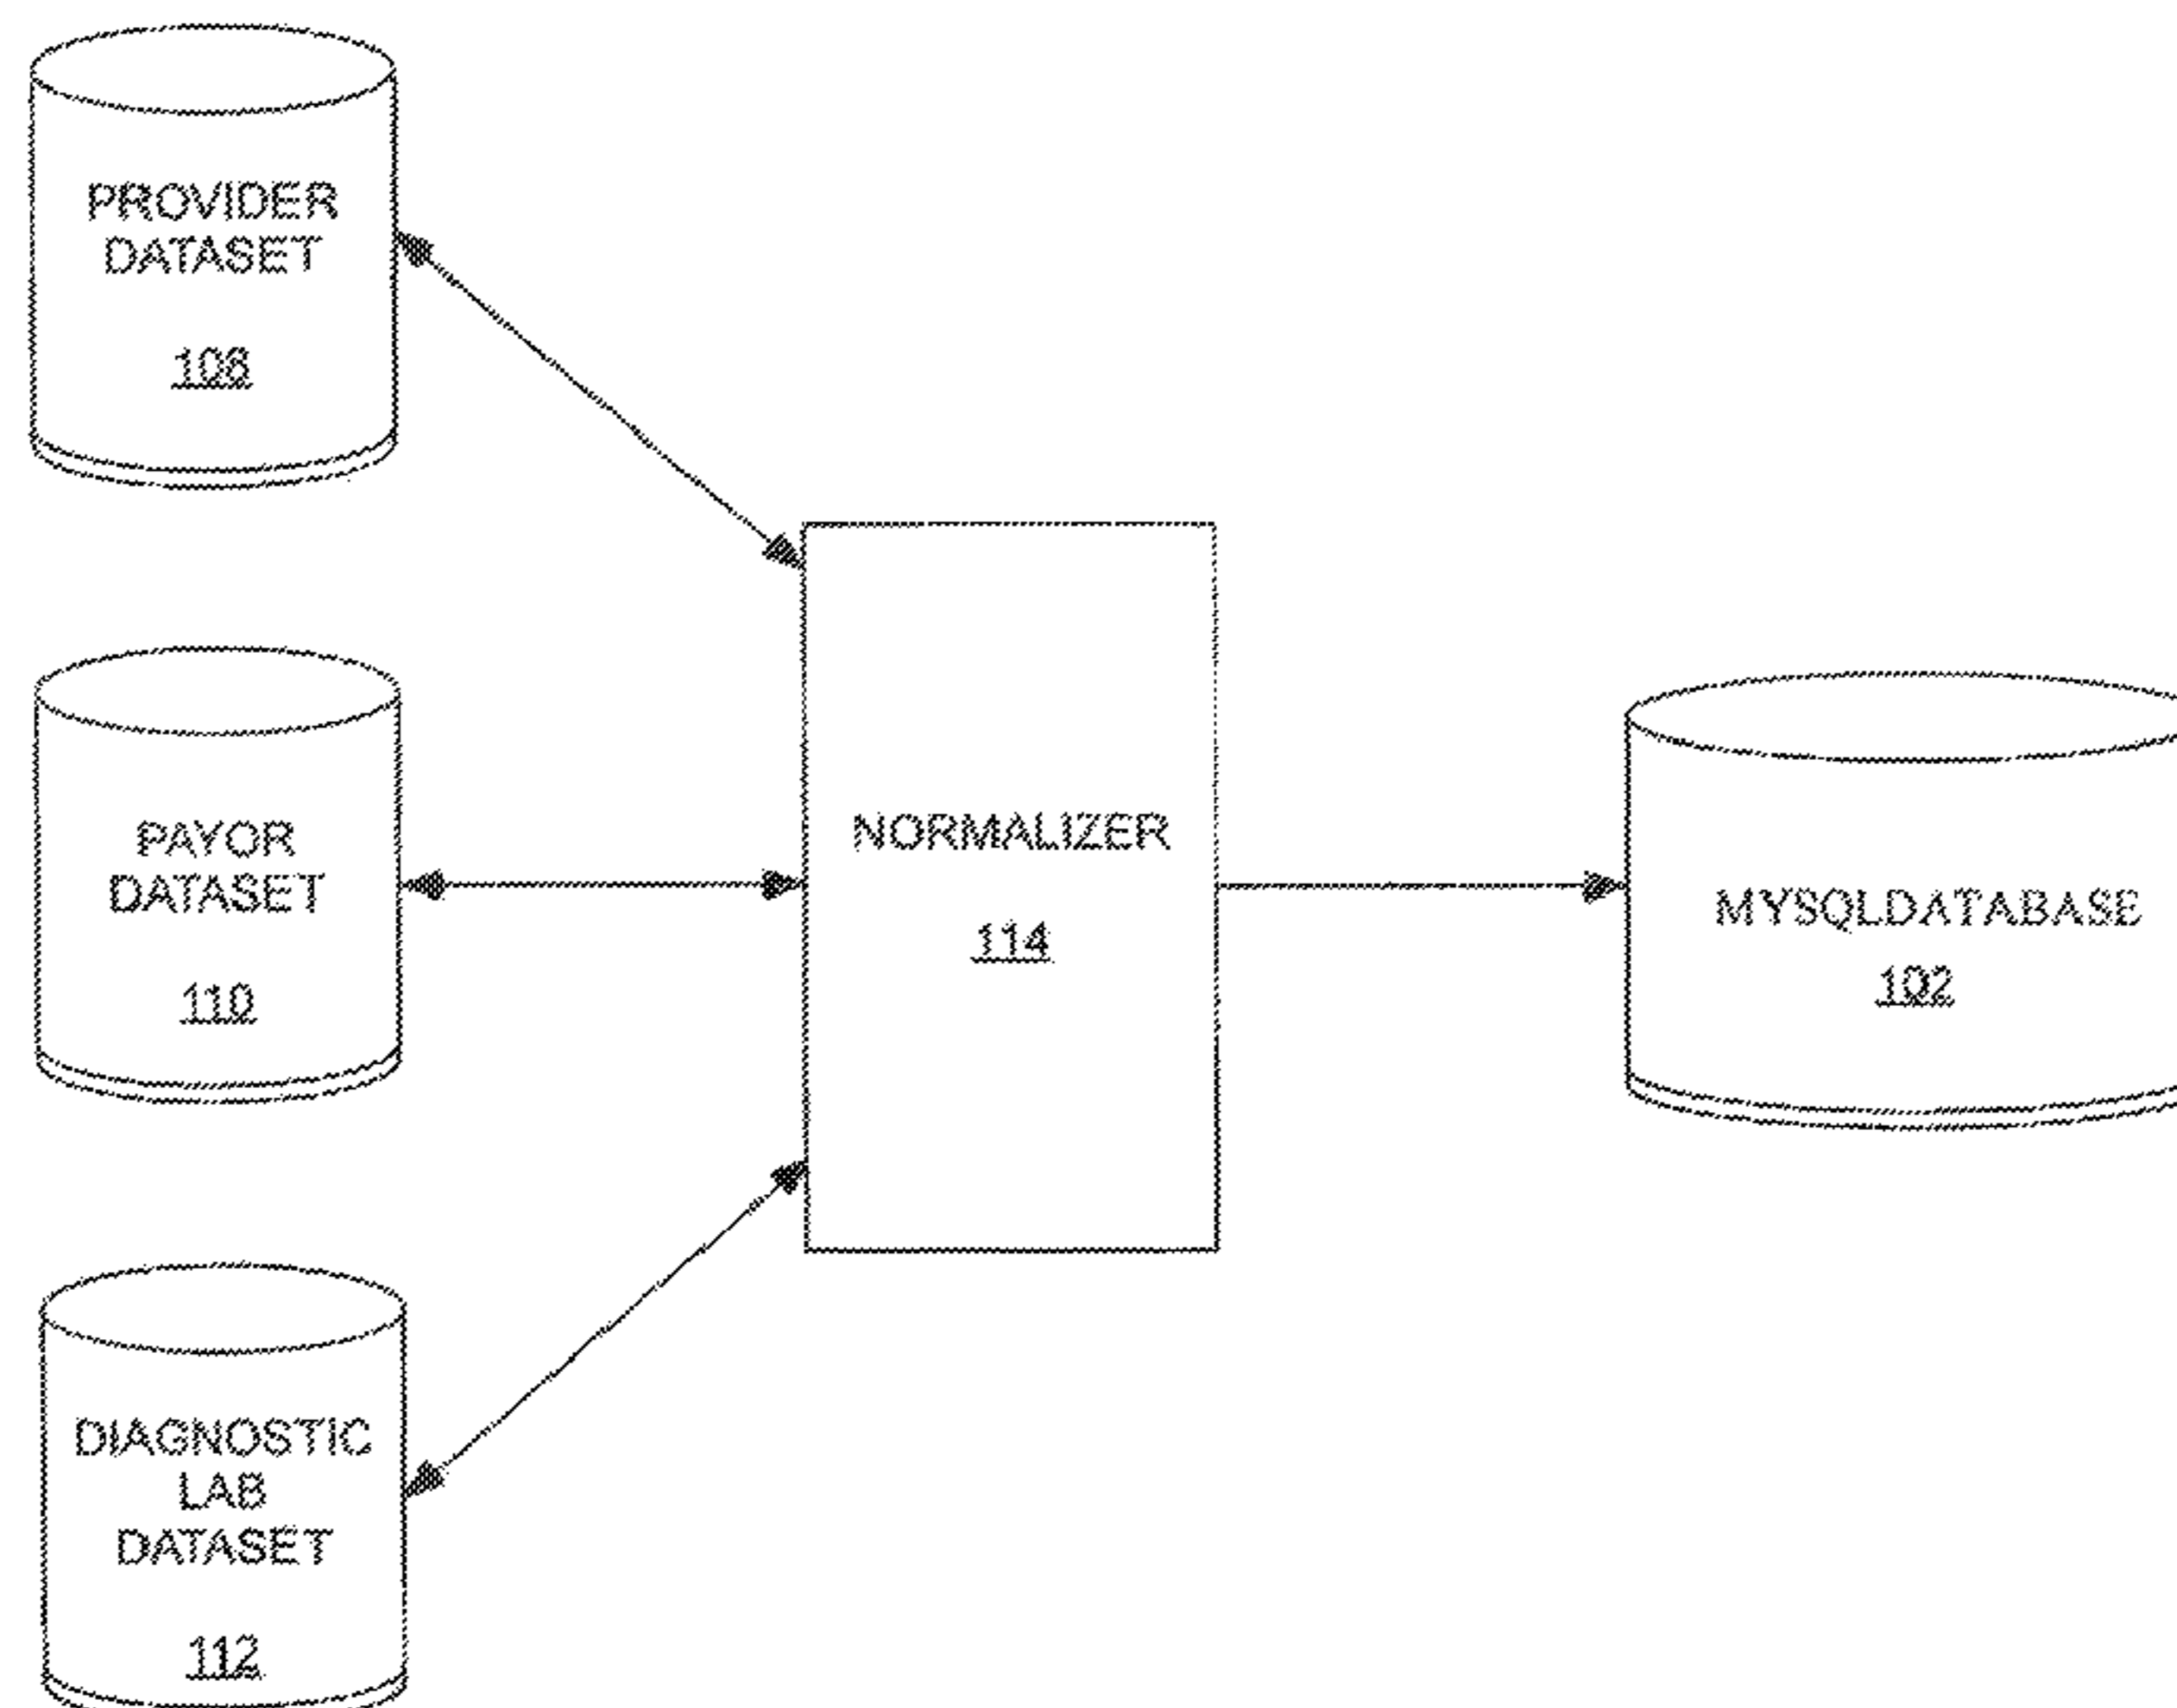 PROVIDER
DATASET
108
PAYOR
DATASET
110
DIAGNOSTIC
LAB
DATASET
112
NORMALIZER
114
MYSQLDATABASE
102